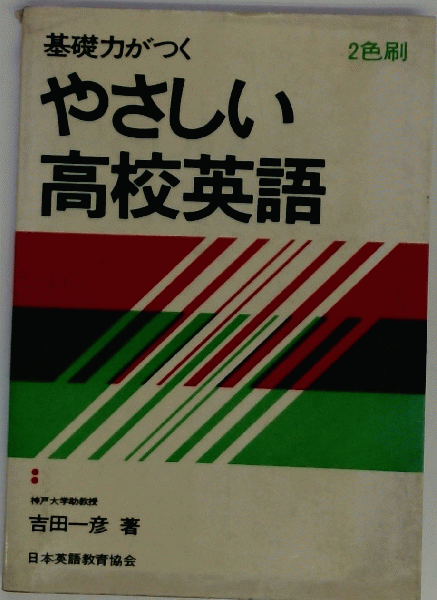 基礎力がつく
2色刷
やさしい
高校英語
神戸大学助教授
吉田一彦 著
日本英語教育協会